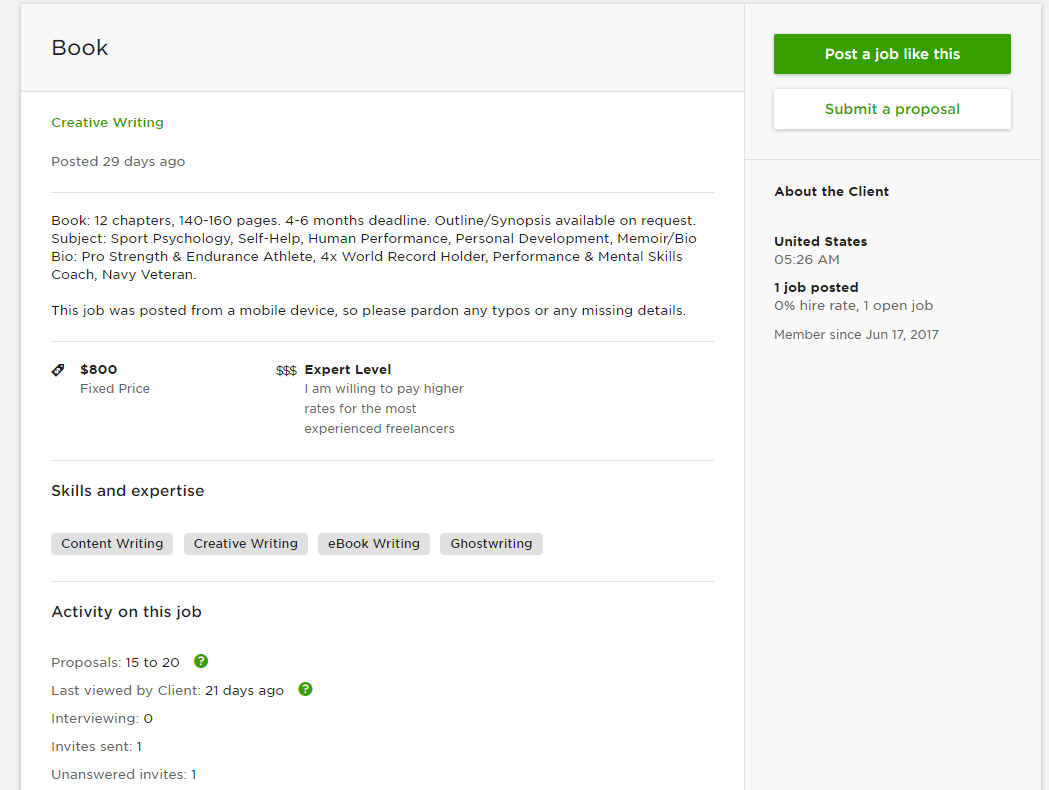 Book
Post a job like this
Submit a proposal
Creative Writing
Posted 29 days ago
Book: 12 chapters, 140-160 pages. 4-6 months deadline. Outline/Synopsis available on request.
Subject: Sport Psychology, Self-Help, Human Performance, Personal Development, Memoir/Bio
Bio: Pro Strength & Endurance Athlete, 4x World Record Holder, Performance & Mental Skills
Coach, Navy Veteran.
This job was posted from a mobile device, so please pardon any typos or any missing details.
$800
Fixed Price
$$$ Expert Level
I am willing to pay higher
rates for the most
experienced freelancers
Skills and expertise
Content Writing Creative Writing eBook Writing Ghostwriting
Activity on this job
Proposals: 15 to 20 ?
Last viewed by Client: 21 days ago ?
Interviewing: 0
Invites sent: 1
Unanswered invites: 1
About the Client
United States
05:26 AM
1 job posted
0% hire rate, 1 open job
Member since Jun 17, 2017